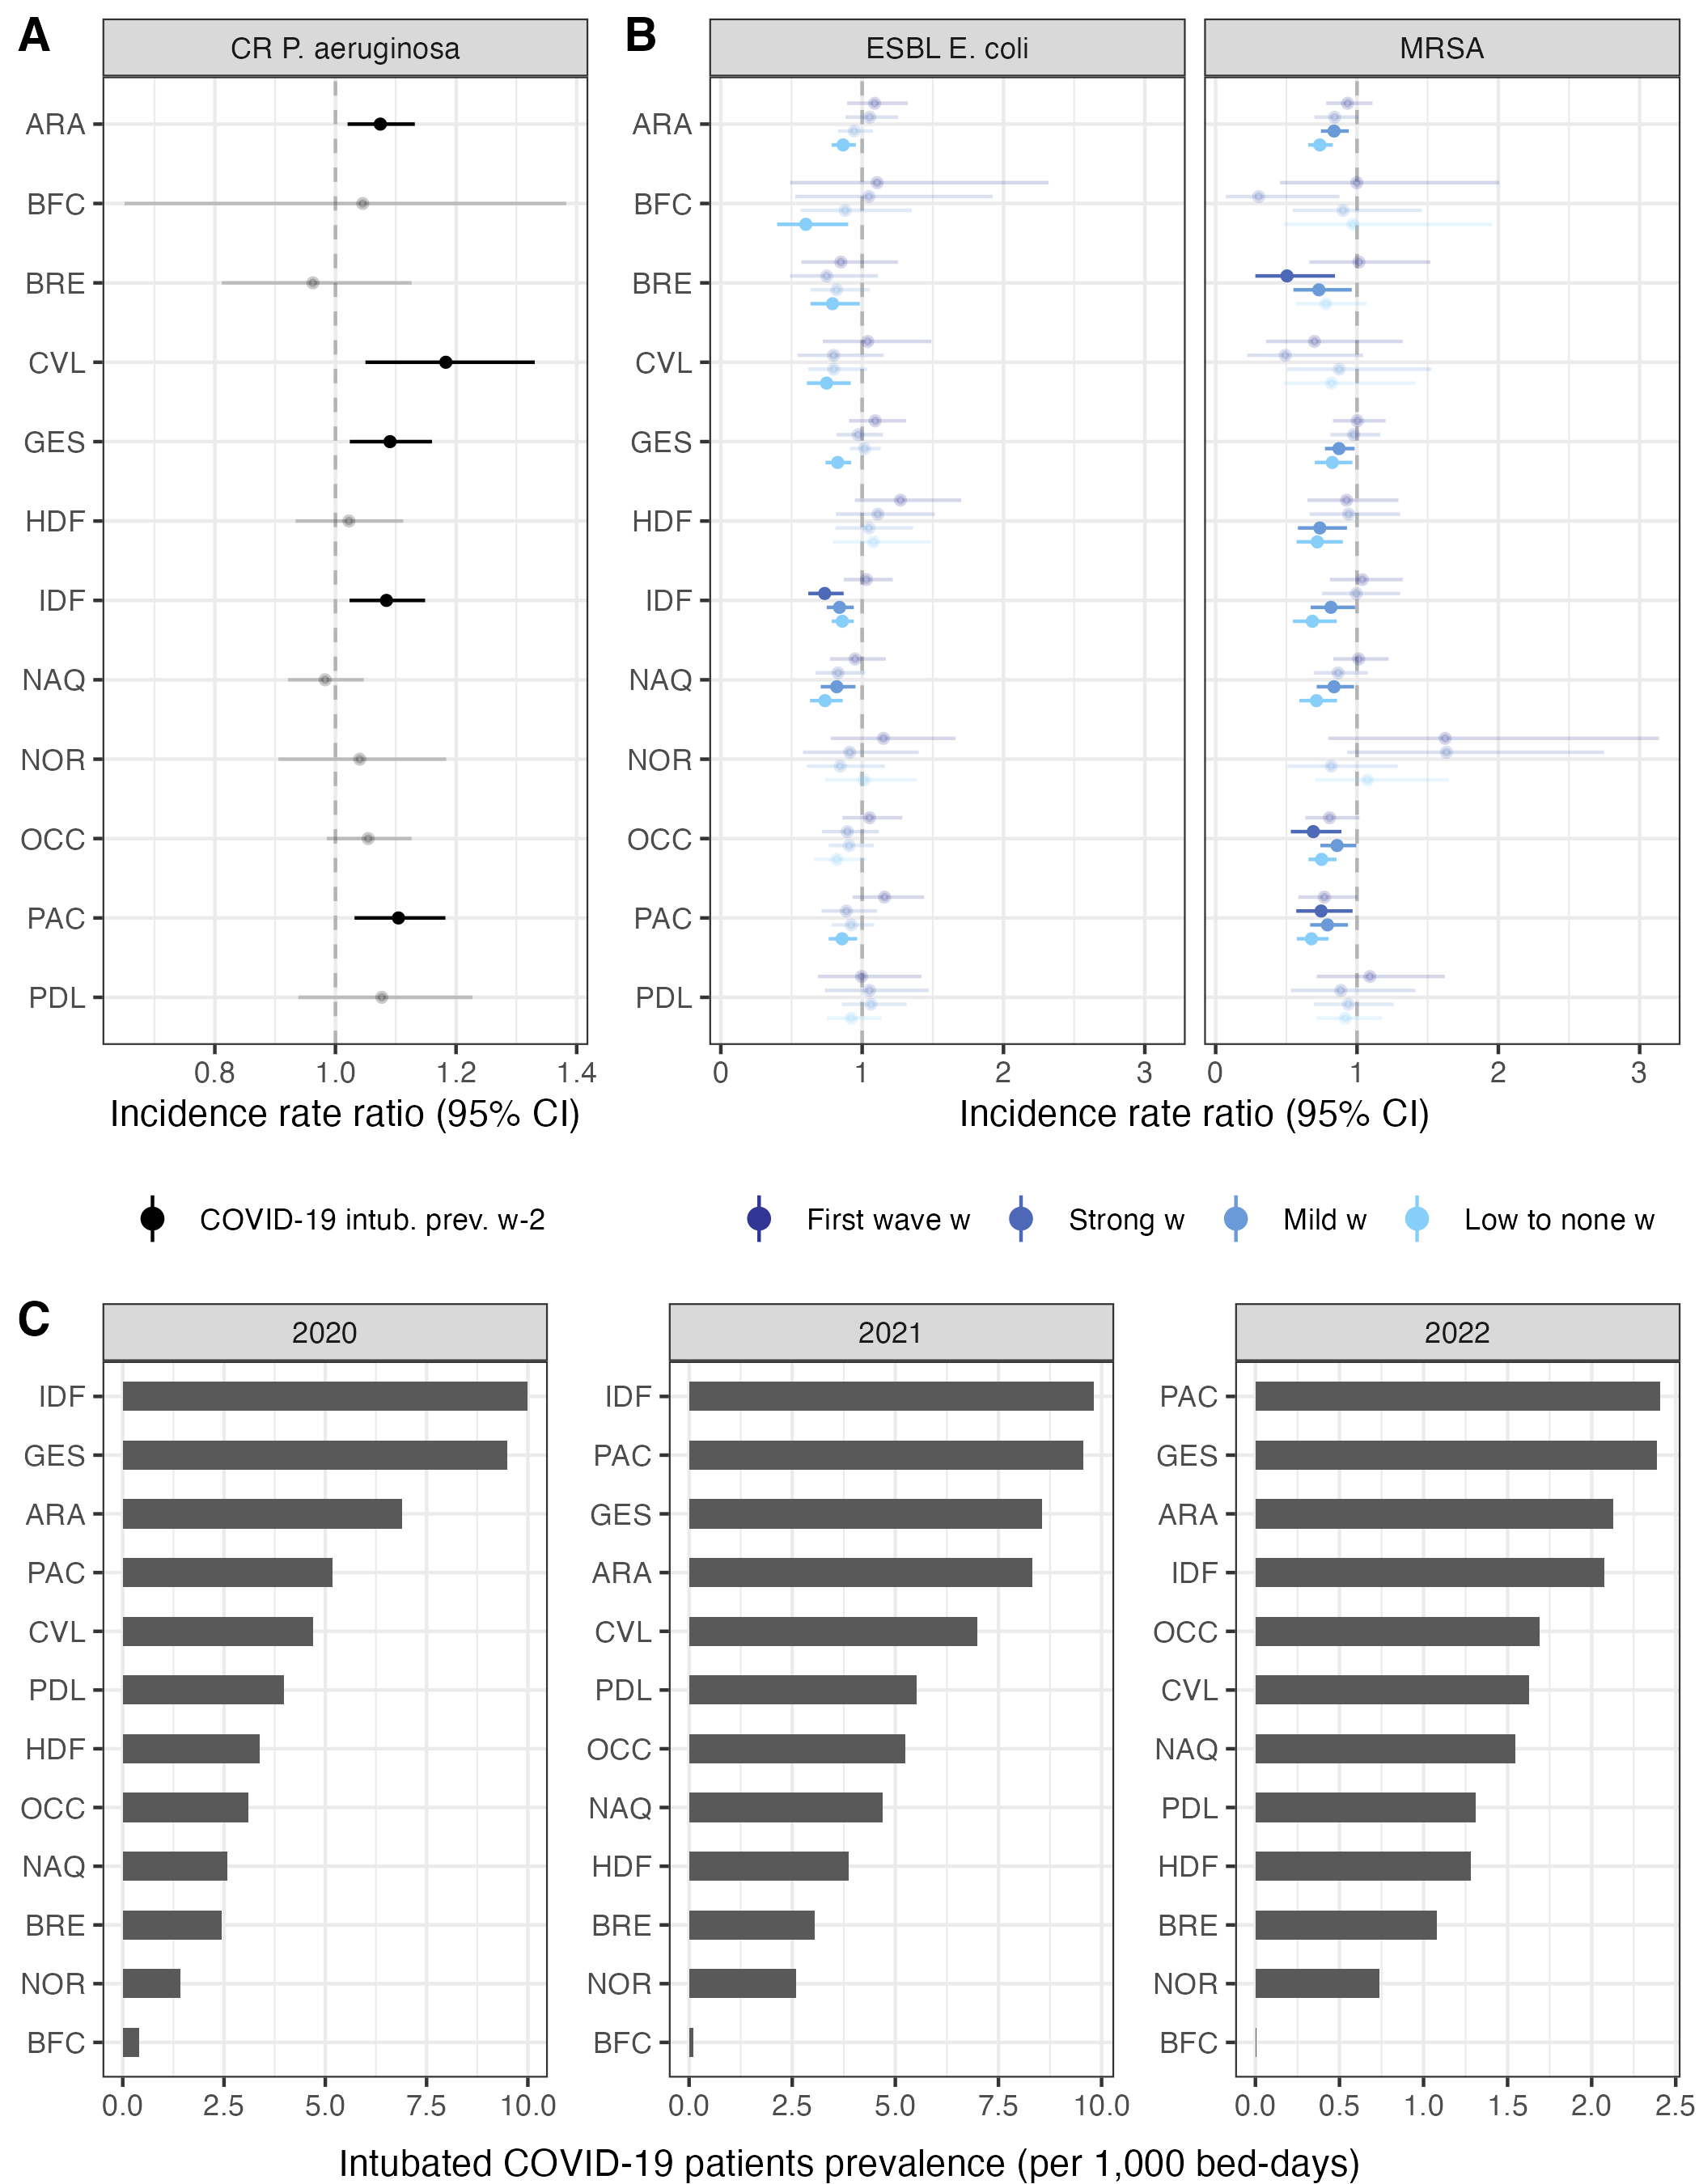 A
CR P. aeruginosa
ARA
BFC
BRE
CVL
GES
HDF
IDF
NAQ
NOR
OCC
PAC
PDL
0.8 1.0 1.2 1.4
Incidence rate ratio (95% CI)
COVID-19 intub. prev. w-2
B
ESBL E. coli MRSA
ARA
BFC
BRE
CVL
GES
HDF
IDF
NAQ
NOR
OCC
PAC
PDL
0 1 2 3 0 1 2 3
Incidence rate ratio (95% CI)
First wave w Strong w Mild w Low to none w
C
2020
IDF
GES
ARA
PAC
CVL
PDL
HDF
OCC
NAQ
BRE
NOR
BFC
0.0 2.5 5.0 7.5 10.0
2021
IDF
PAC
GES
ARA
CVL
PDL
OCC
NAQ
HDF
BRE
NOR
BFC
0.0 2.5 5.0 7.5 10.0
2022
PAC
GES
ARA
IDF
OCC
CVL
NAQ
PDL
HDF
BRE
NOR
BFC
0.0 0.5 1.0 1.5 2.0 2.5
Intubated COVID-19 patients prevalence (per 1,000 bed-days)